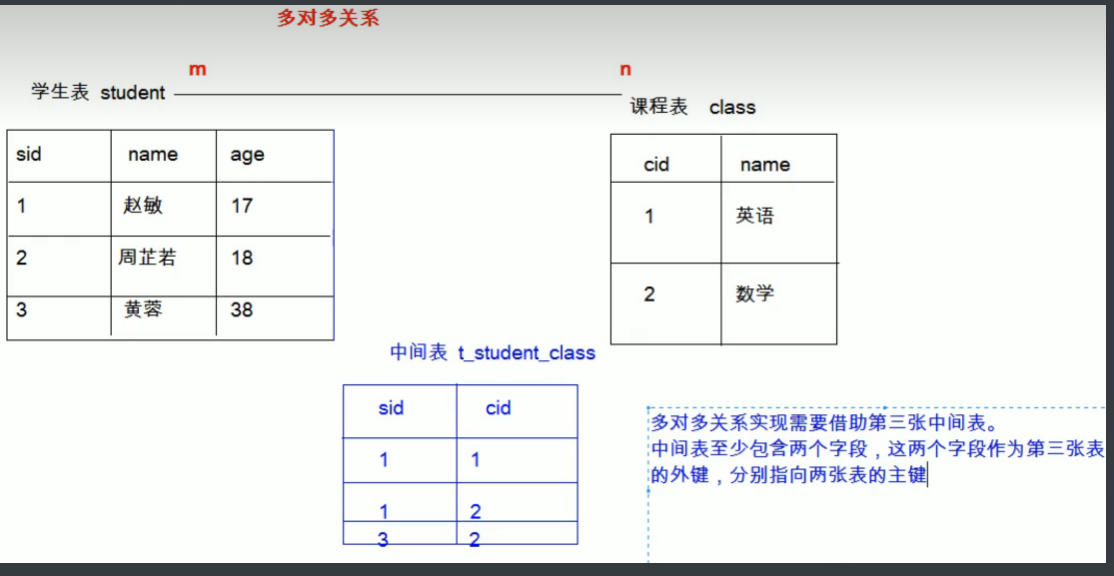 多对多关系
m n
学生表 student
课程表 class
sid name age
1 赵敏 17
2 周芷若 18
3 黄蓉 38
cid name
1 英语
2 数学
中间表 t_student_class
sid cid
1 1
1 2
3 2
多对多关系实现需要借助第三张中间表。
中间表至少包含两个字段，这两个字段作为第三张表
的外键，分别指向两张表的主键